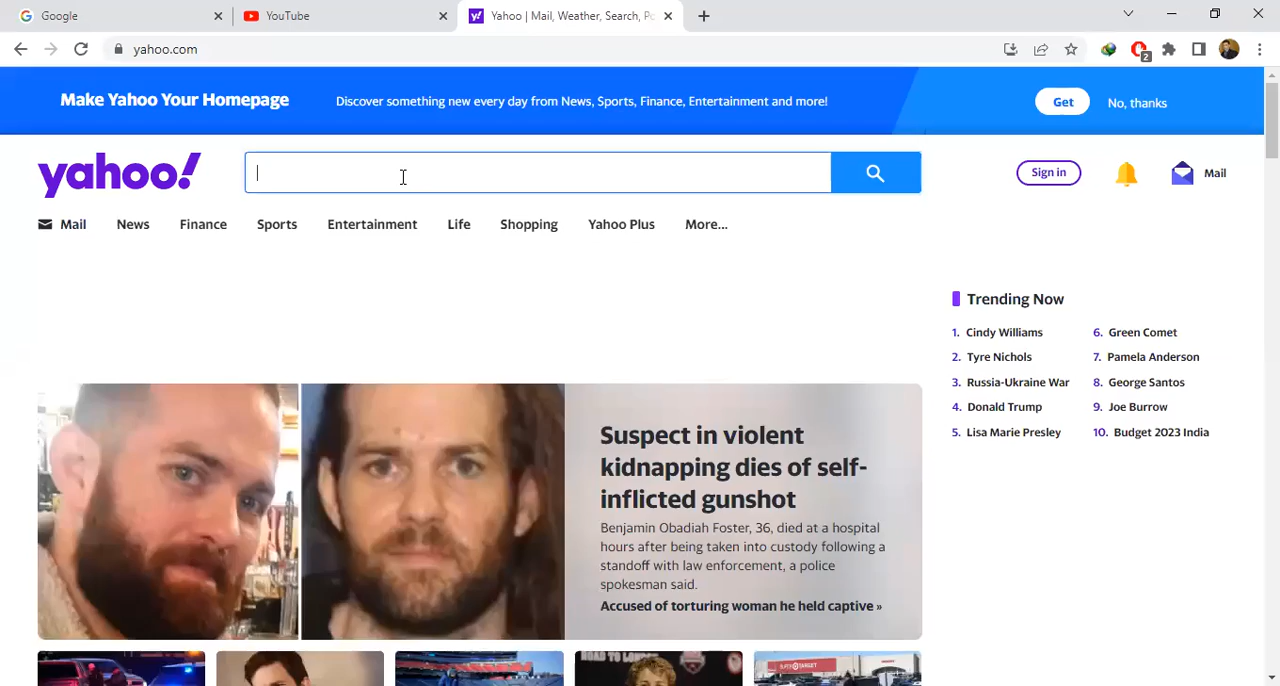 Google
YouTube
Yahoo | Mail, Weather, Search, Po
yahoo.com
2
Make Yahoo Your Homepage
Discover something new every day from News, Sports, Finance, Entertainment and more!
Get
No, thanks
yahoo!
Sign in
Mail
Mail
News
Finance
Sports
Entertainment
Life
Shopping
Yahoo Plus
More...
Trending Now
1. Cindy Williams
2. Tyre Nichols
3. Russia-Ukraine War
4. Donald Trump
5. Lisa Marie Presley
6. Green Comet
7. Pamela Anderson
8. George Santos
9. Joe Burrow
10. Budget 2023 India
Suspect in violent
kidnapping dies of self-
inflicted gunshot
Benjamin Obadiah Foster, 36, died at a hospital
hours after being taken into custody following a
standoff with law enforcement, a police
spokesman said.
Accused of torturing woman he held captive »